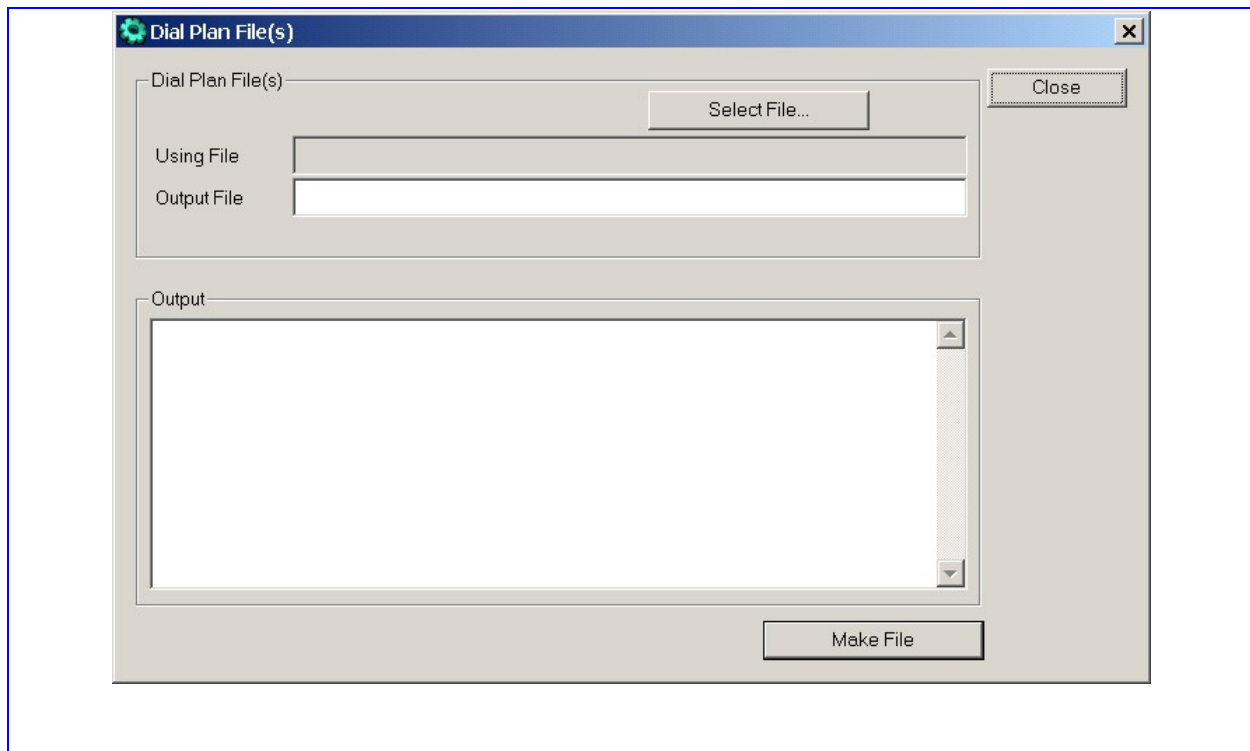 Dial Plan File(s)
Dial Plan File(s)
Close
Select File...
Using File
Output File
Output
Make File